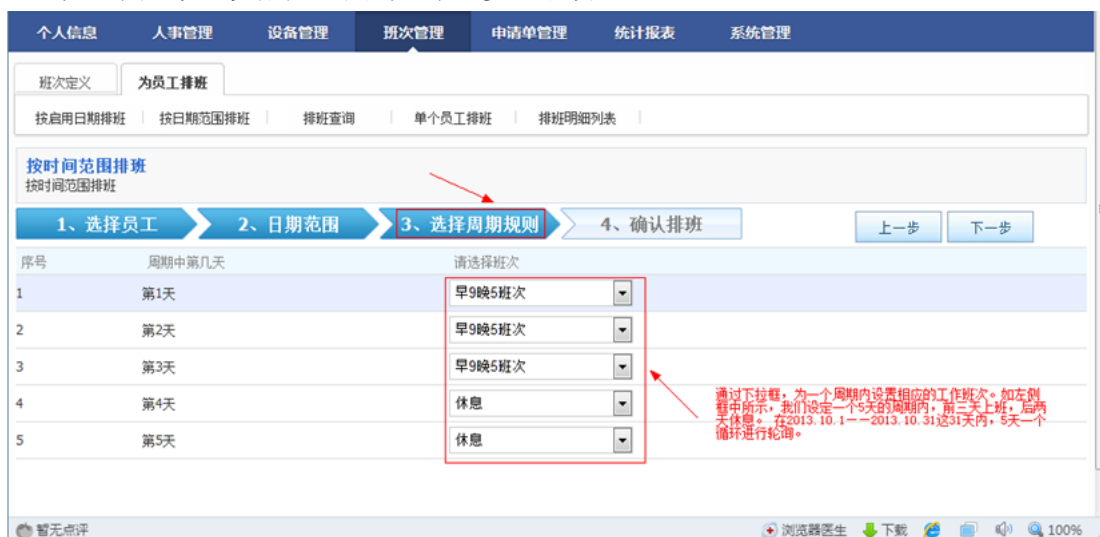 个人信息 人事管理 设备管理 班次管理 申请单管理 统计报表 系统管理
班次定义 为员工排班
按启用日期排班 按日期范围排班 排班查询 单个员工排班 排班明细列表
按时间范围排班
按时间范围排班
1、选择员工 2、日期范围 3、选择周期规则 4、确认排班 上一步 下一步
序号 周期中第几天 请选择班次
1 第1天 早9晚5班次
2 第2天 早9晚5班次
3 第3天 早9晚5班次
4 第4天 休息
5 第5天 休息
通过下拉框，为一个周期内设置相应的工作班次。如左侧
框中所示，我们设定一个5天的周期内，前三天上班，后两
天休息。 在2013.10.1——2013.10.31这31天内，5天一个
循环进行轮询。
暂无点评 浏览器医生 下载 100%